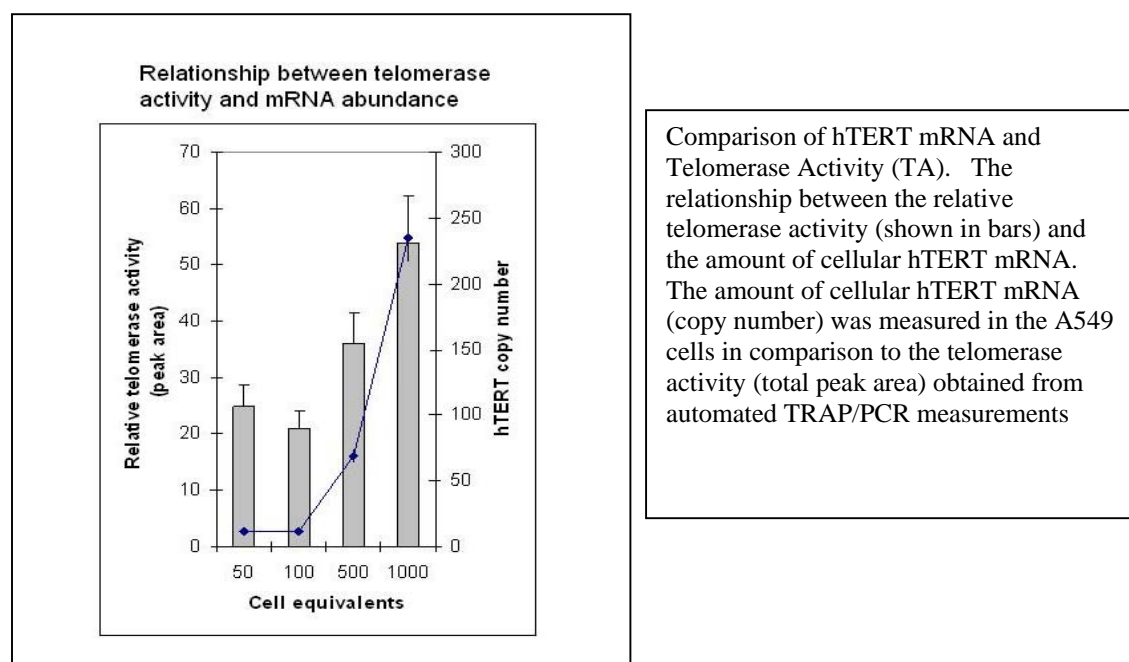 Relationship between telomerase
activity and mRNA abundance
70
60
50
40
30
20
10
0
Relative telomerase activity
(peak area)
300
250
200
150
100
50
0
hTERT copy number
50 100 500 1000
Cell equivalents
Comparison of hTERT mRNA and
Telomerase Activity (TA). The
relationship between the relative
telomerase activity (shown in bars) and
the amount of cellular hTERT mRNA.
The amount of cellular hTERT mRNA
(copy number) was measured in the A549
cells in comparison to the telomerase
activity (total peak area) obtained from
automated TRAP/PCR measurements